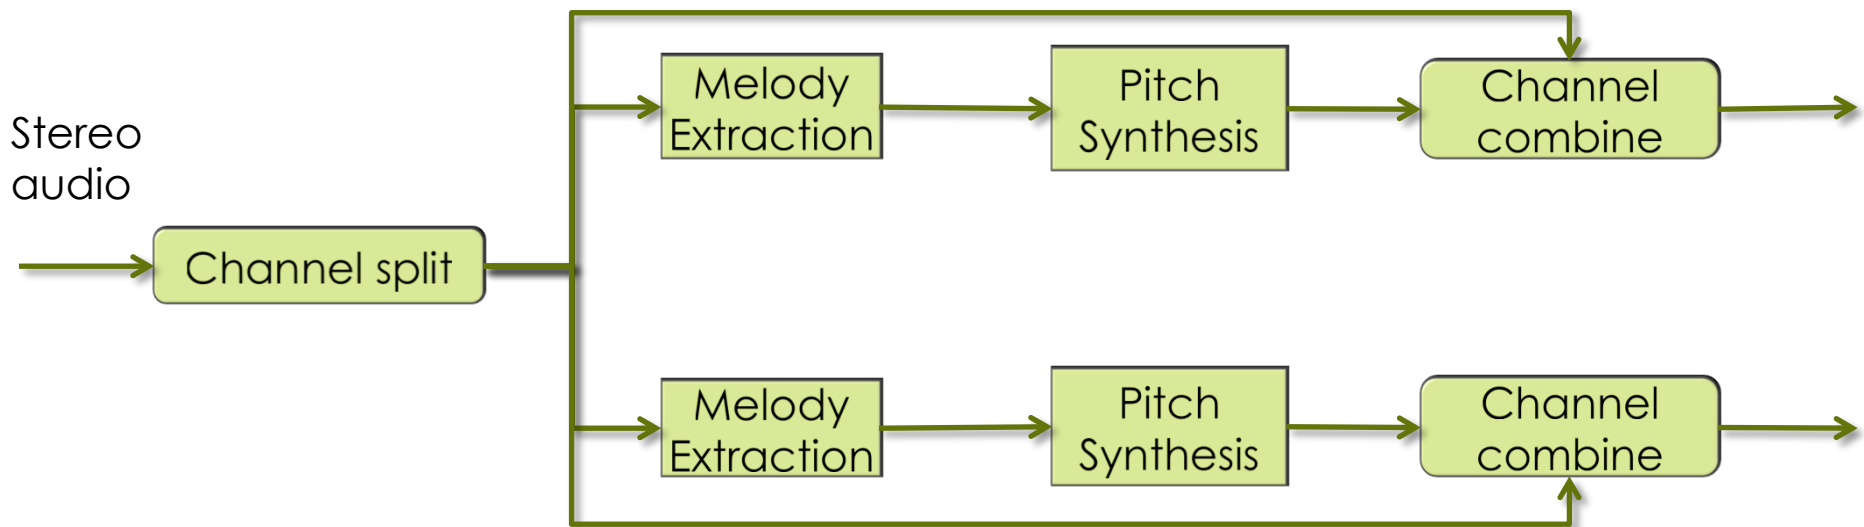 Stereo
audio
Channel split
Melody
Extraction
Pitch
Synthesis
Channel
combine
Melody
Extraction
Pitch
Synthesis
Channel
combine